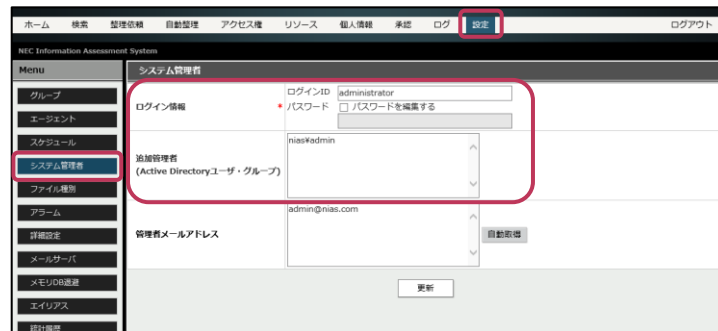 ホーム 検索 整理依頼 自動整理 アクセス権 リソース 個人情報 承認 ログ 設定 ログアウト
NEC Information Assessment System
Menu
システム管理者
グループ
エージェント
スケジュール
システム管理者
ファイル種別
アラーム
詳細設定
メールサーバ
メモリDB退避
エイリアス
統計履歴
ログイン情報
* ログインID administrator
パスワード パスワードを編集する
追加管理者
(Active Directoryユーザ・グループ)
nias¥admin
管理者メールアドレス
admin@nias.com
自動取得
更新